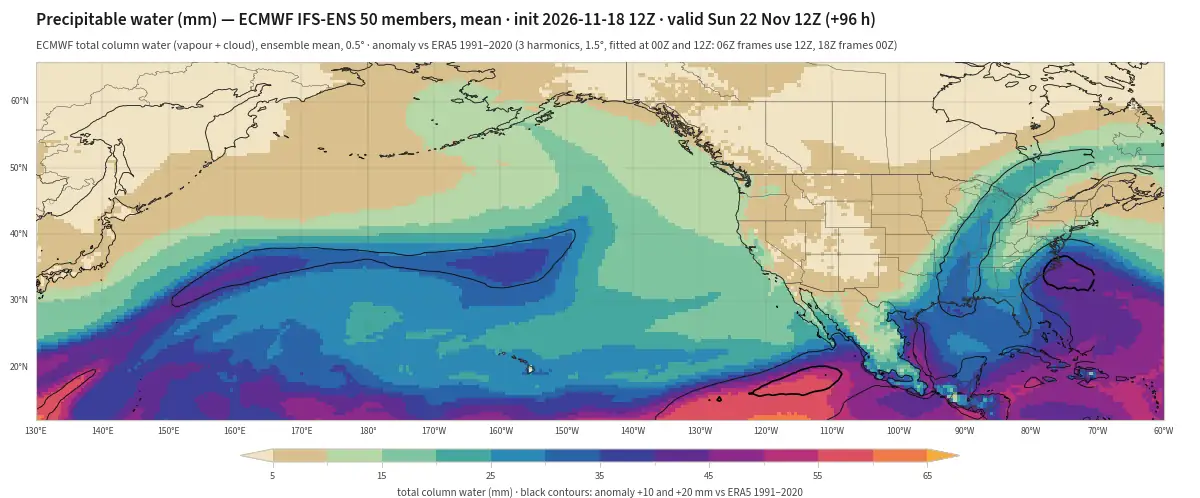 Precipitable water (mm) — ECMWF IFS-ENS 50 members, mean · init 2026-11-18 12Z · valid Sun 22 Nov 12Z (+96 h)
ECMWF total column water (vapour + cloud), ensemble mean, 0.5° · anomaly vs ERA5 1991–2020 (3 harmonics, 1.5°, fitted at 00Z and 12Z: 06Z frames use 12Z, 18Z frames 00Z)
60°N
50°N
40°N
30°N
20°N
130°E 140°E 150°E 160°E 170°E 180° 170°W 160°W 150°W 140°W 130°W 120°W 110°W 100°W 90°W 80°W 70°W 60°W
5 15 25 35 45 55 65
total column water (mm) · black contours: anomaly +10 and +20 mm vs ERA5 1991–2020